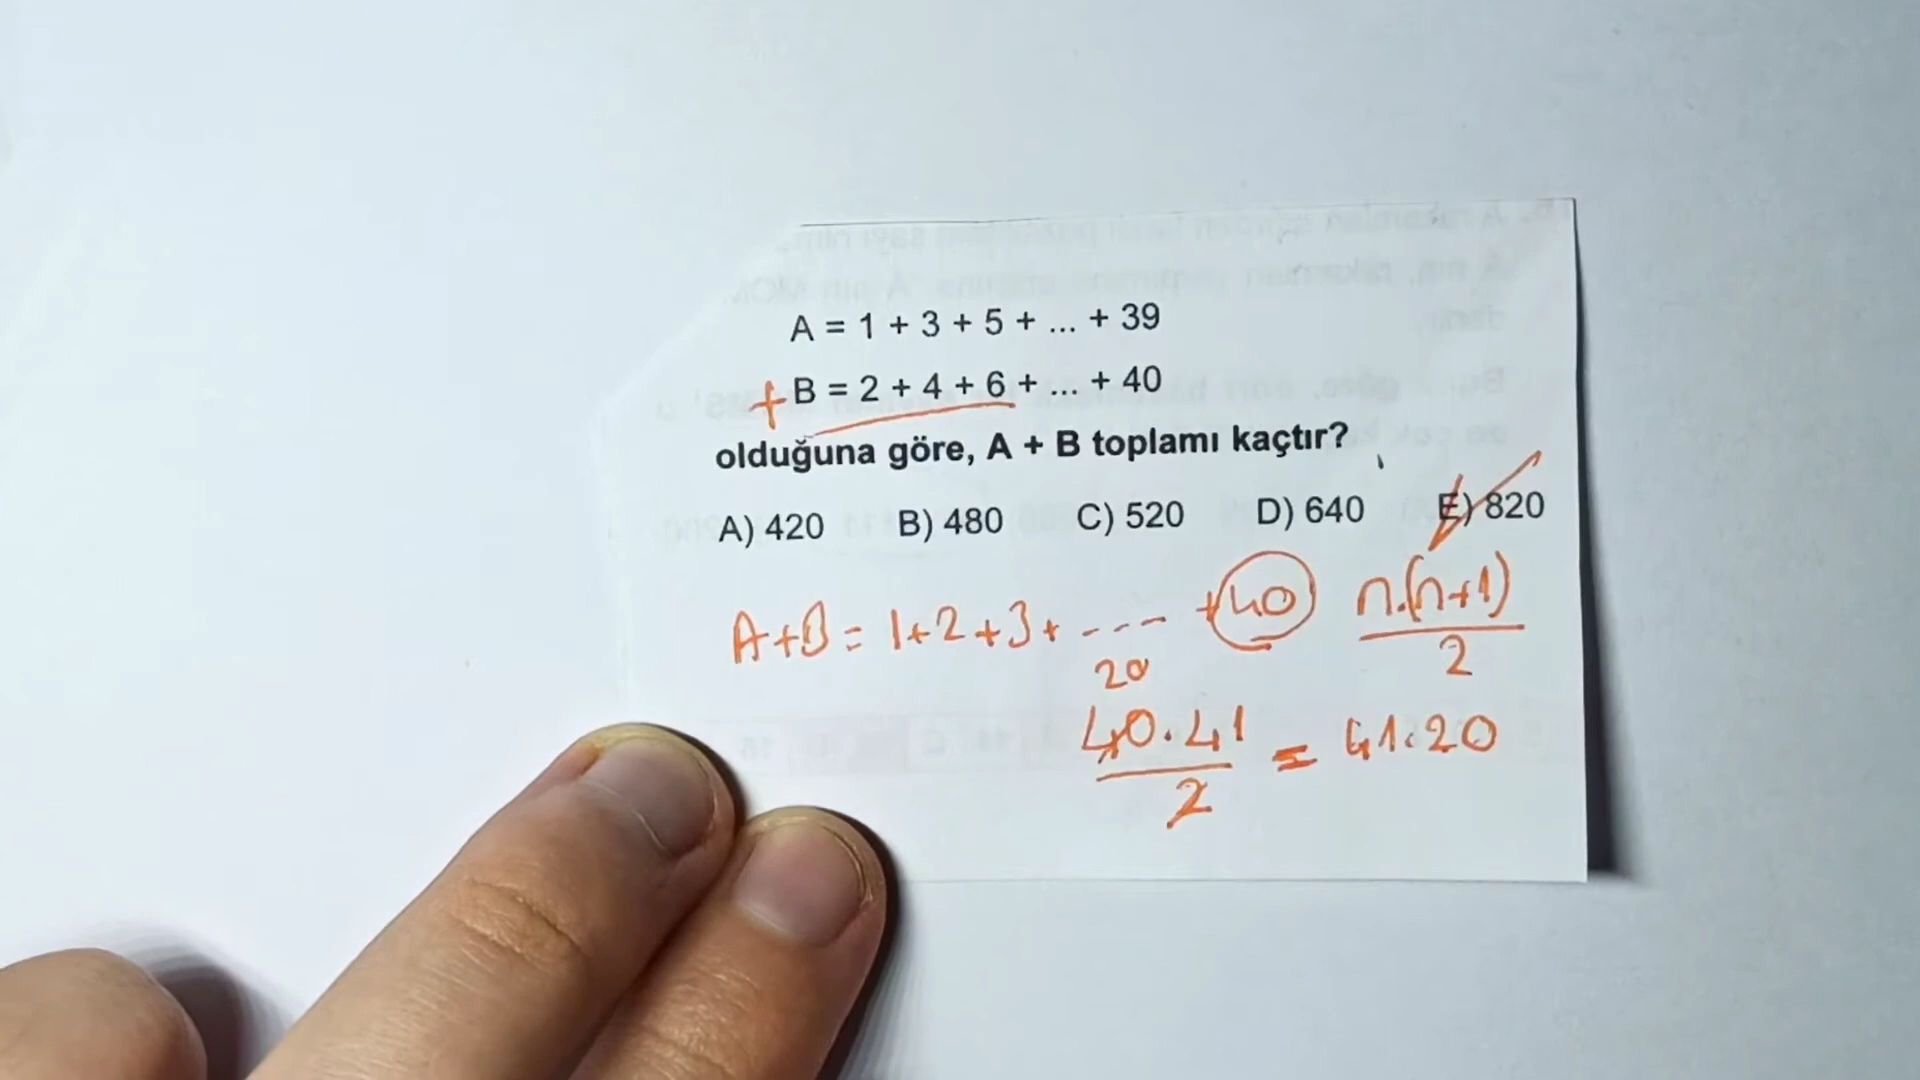 A = 1 + 3 + 5 + ... + 39
+ B = 2 + 4 + 6 + ... + 40
olduğuna göre, A + B toplamı kaçtır?
A) 420 B) 480 C) 520 D) 640 E) 820
A+B = 1+2+3+ ---- +40 n.(n+1)/2
20
40.41/2 = 41.20